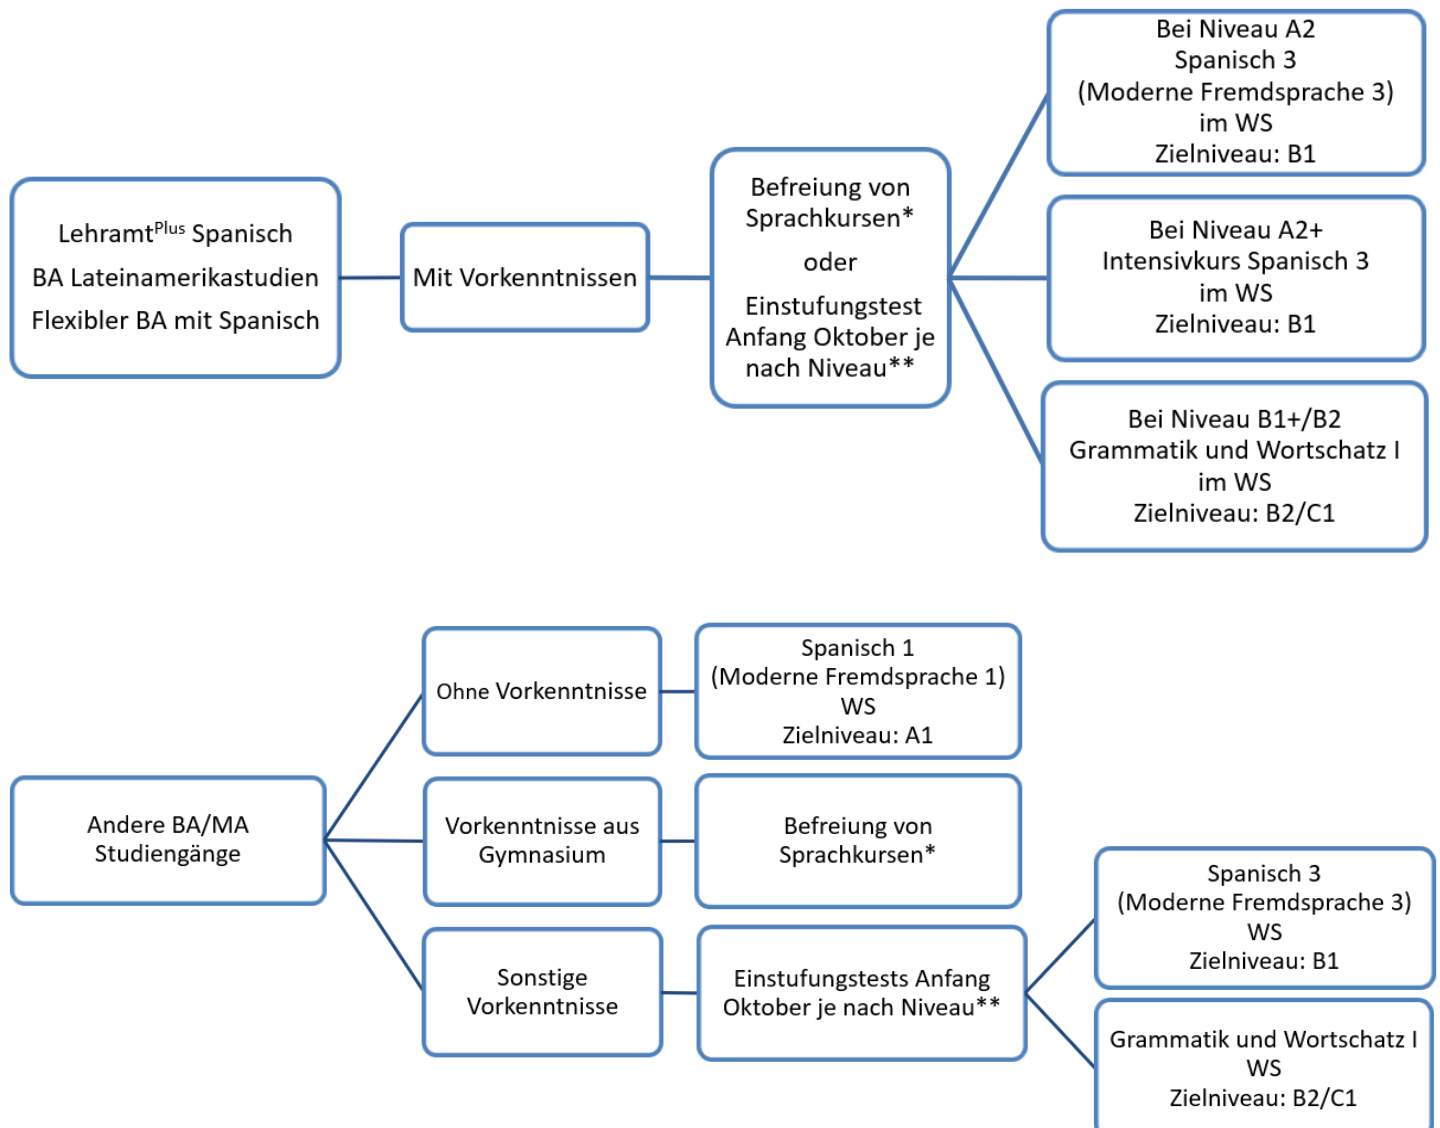 Lehramt^Plus Spanisch
BA Lateinamerikastudien
Flexibler BA mit Spanisch
Mit Vorkenntnissen
Befreiung von
Sprachkursen*
oder
Einstufungstest
Anfang Oktober je
nach Niveau**
Bei Niveau A2
Spanisch 3
(Moderne Fremdsprache 3)
im WS
Zielniveau: B1
Bei Niveau A2+
Intensivkurs Spanisch 3
im WS
Zielniveau: B1
Bei Niveau B1+/B2
Grammatik und Wortschatz I
im WS
Zielniveau: B2/C1
Andere BA/MA
Studiengänge
Ohne Vorkenntnisse
Spanisch 1
(Moderne Fremdsprache 1)
WS
Zielniveau: A1
Vorkenntnisse aus
Gymnasium
Befreiung von
Sprachkursen*
Sonstige
Vorkenntnisse
Einstufungstests Anfang
Oktober je nach Niveau**
Spanisch 3
(Moderne Fremdsprache 3)
WS
Zielniveau: B1
Grammatik und Wortschatz I
WS
Zielniveau: B2/C1